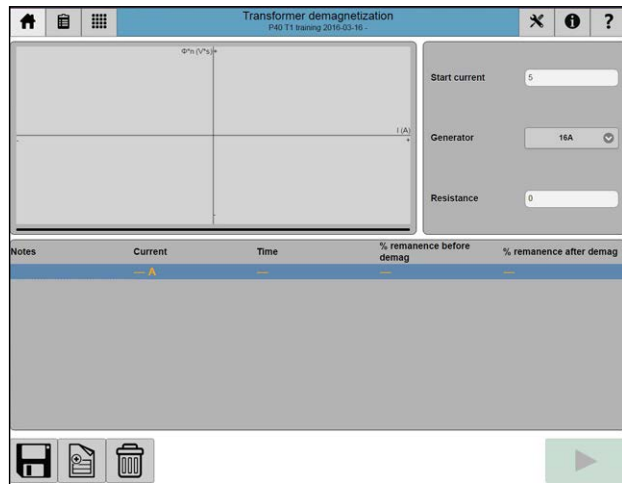 Transformer demagnetization
P40 T1 training 2016-03-16 -
?
Φ*n (V*s)
+
I (A)
-
+
-
Start current
5
Generator
16A
Resistance
0
Notes
Current
Time
% remanence before
demag
% remanence after demag
--- A
---
---
---